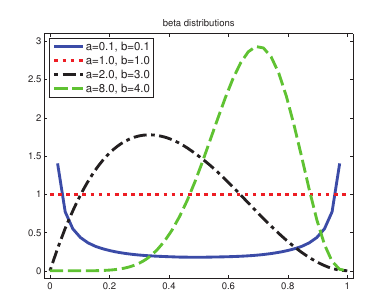 beta distributions
a=0.1, b=0.1
a=1.0, b=1.0
a=2.0, b=3.0
a=8.0, b=4.0
3
2.5
2
1.5
1
0.5
0
0 0.2 0.4 0.6 0.8 1